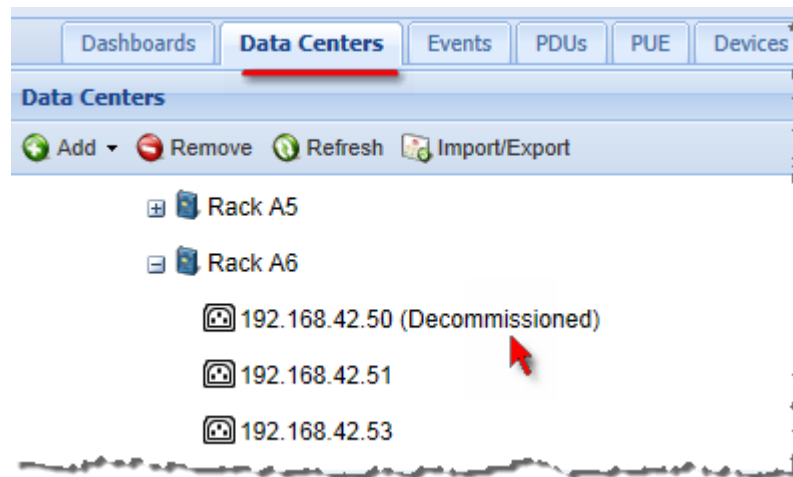 Dashboards Data Centers Events PDUs PUE Devices
Data Centers
Add Remove Refresh Import/Export
Rack A5
Rack A6
192.168.42.50 (Decommissioned)
192.168.42.51
192.168.42.53